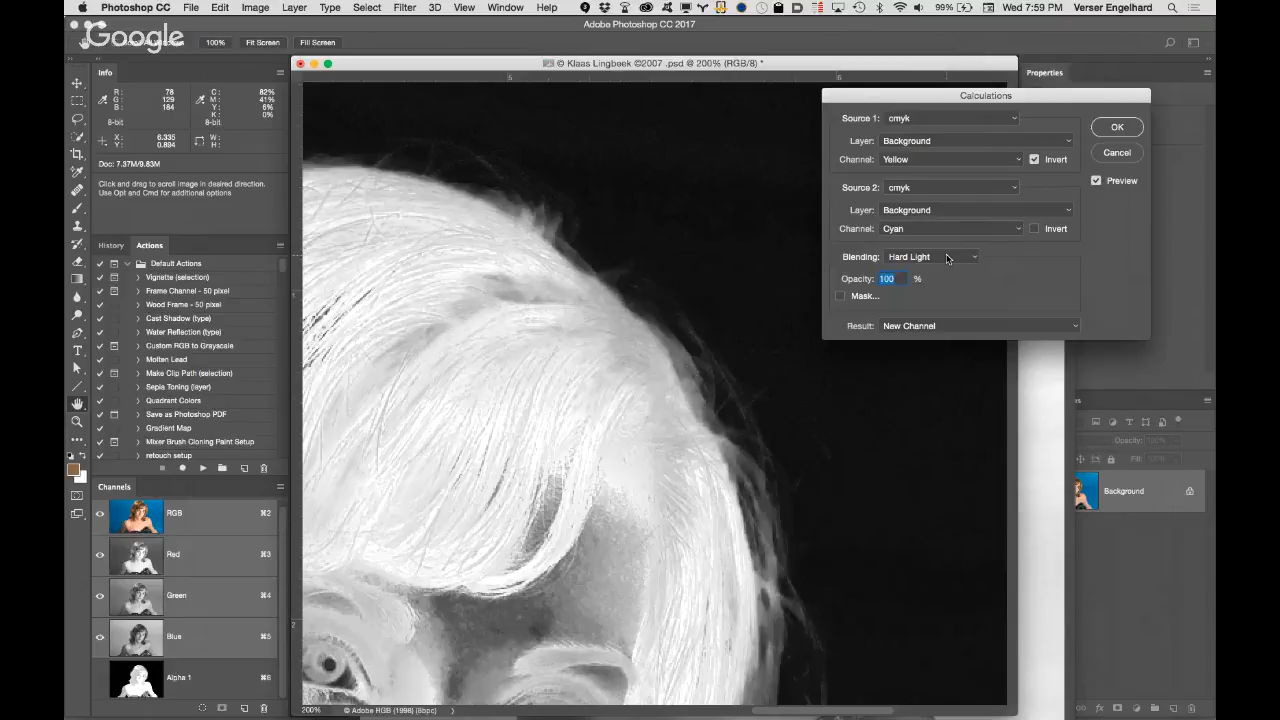 Photoshop CC File Edit Image Layer Type Select Filter 3D View Window Help 99% Wed 7:59 PM Verser Engelhard
Adobe Photoshop CC 2017
Google
100% Fit Screen Fill Screen
Info
R: 78 C: 82%
G: 129 M: 41%
B: 184 Y: 6%
K: 0%
8-bit 8-bit
X: 6.335 W:
Y: 0.894 H:
Doc: 7.37M/9.83M
Click and drag to scroll image in desired direction.
Use Opt and Cmd for additional options
History Actions
Default Actions
Vignette (selection)
Frame Channel - 50 pixel
Wood Frame - 50 pixel
Cast Shadow (type)
Water Reflection (type)
Custom RGB to Grayscale
Molten Lead
Make Clip Path (selection)
Sepia Toning (layer)
Quadrant Colors
Save as Photoshop PDF
Gradient Map
Mixer Brush Cloning Paint Setup
retouch setup
Channels
RGB ⌘2
Red ⌘3
Green ⌘4
Blue ⌘5
Alpha 1 ⌘6
© Klaas Lingbeek ©2007 .psd @ 200% (RGB/8) *
5 6
2
200% Adobe RGB (1998) (8bpc)
Properties
Calculations
Source 1: cmyk
Layer: Background
Channel: Yellow Invert
Source 2: cmyk
Layer: Background
Channel: Cyan Invert
Blending: Hard Light
Opacity: 100 %
Mask...
Result: New Channel
OK
Cancel
Preview
Opacity: 100%
Fill: 100%
Background